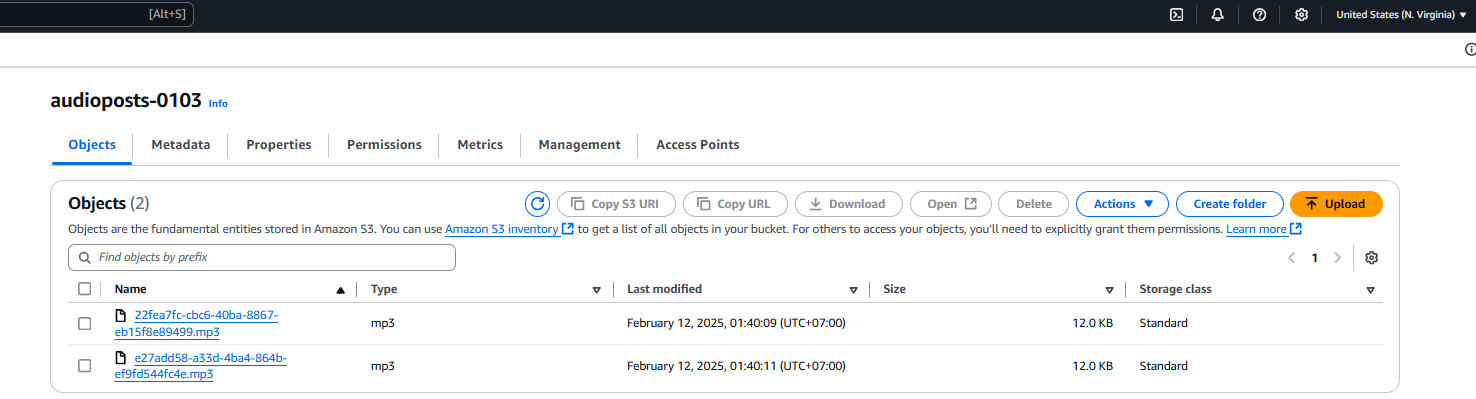 [Alt+S]
United States (N. Virginia)
audioposts-0103 Info
Objects Metadata Properties Permissions Metrics Management Access Points
Objects (2)
Copy S3 URI Copy URL Download Open Delete Actions Create folder Upload
Objects are the fundamental entities stored in Amazon S3. You can use Amazon S3 inventory to get a list of all objects in your bucket. For others to access your objects, you'll need to explicitly grant them permissions. Learn more
Find objects by prefix
1
Name Type Last modified Size Storage class
22fea7fc-cbc6-40ba-8867-
eb15f8e89499.mp3
mp3 February 12, 2025, 01:40:09 (UTC+07:00) 12.0 KB Standard
e27add58-a33d-4ba4-864b-
ef9fd544fc4e.mp3
mp3 February 12, 2025, 01:40:11 (UTC+07:00) 12.0 KB Standard